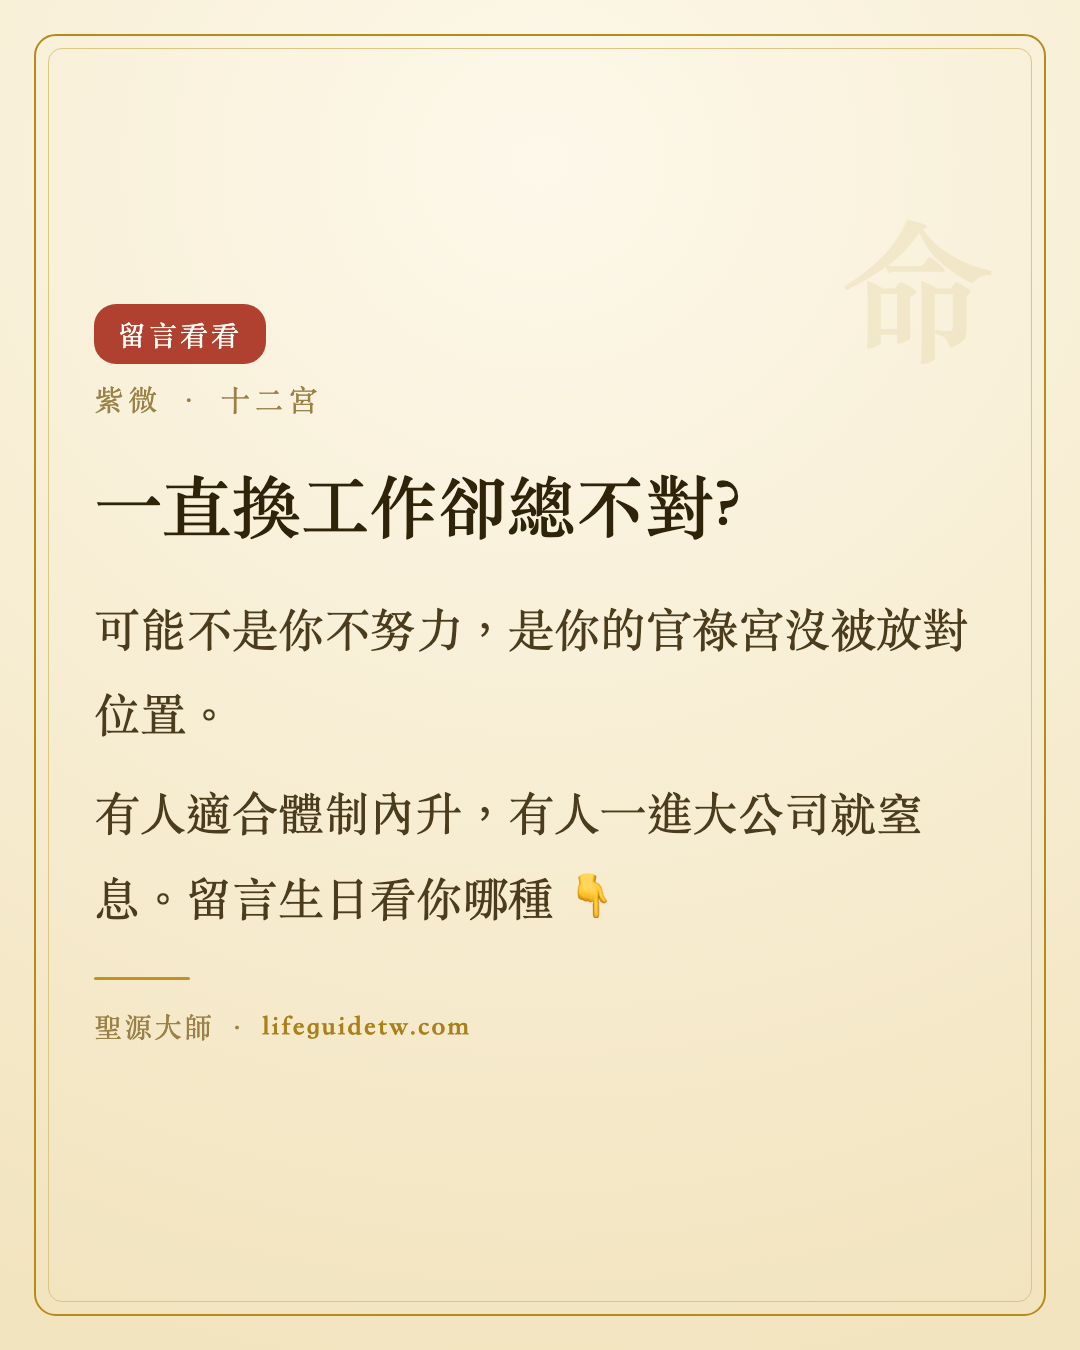 命
留言看看
紫微 · 十二宮
一直換工作卻總不對?
可能不是你不努力，是你的官祿宮沒被放對
位置。
有人適合體制內升，有人一進大公司就窒
息。留言生日看你哪種 👇
聖源大師 · lifeguidetw.com